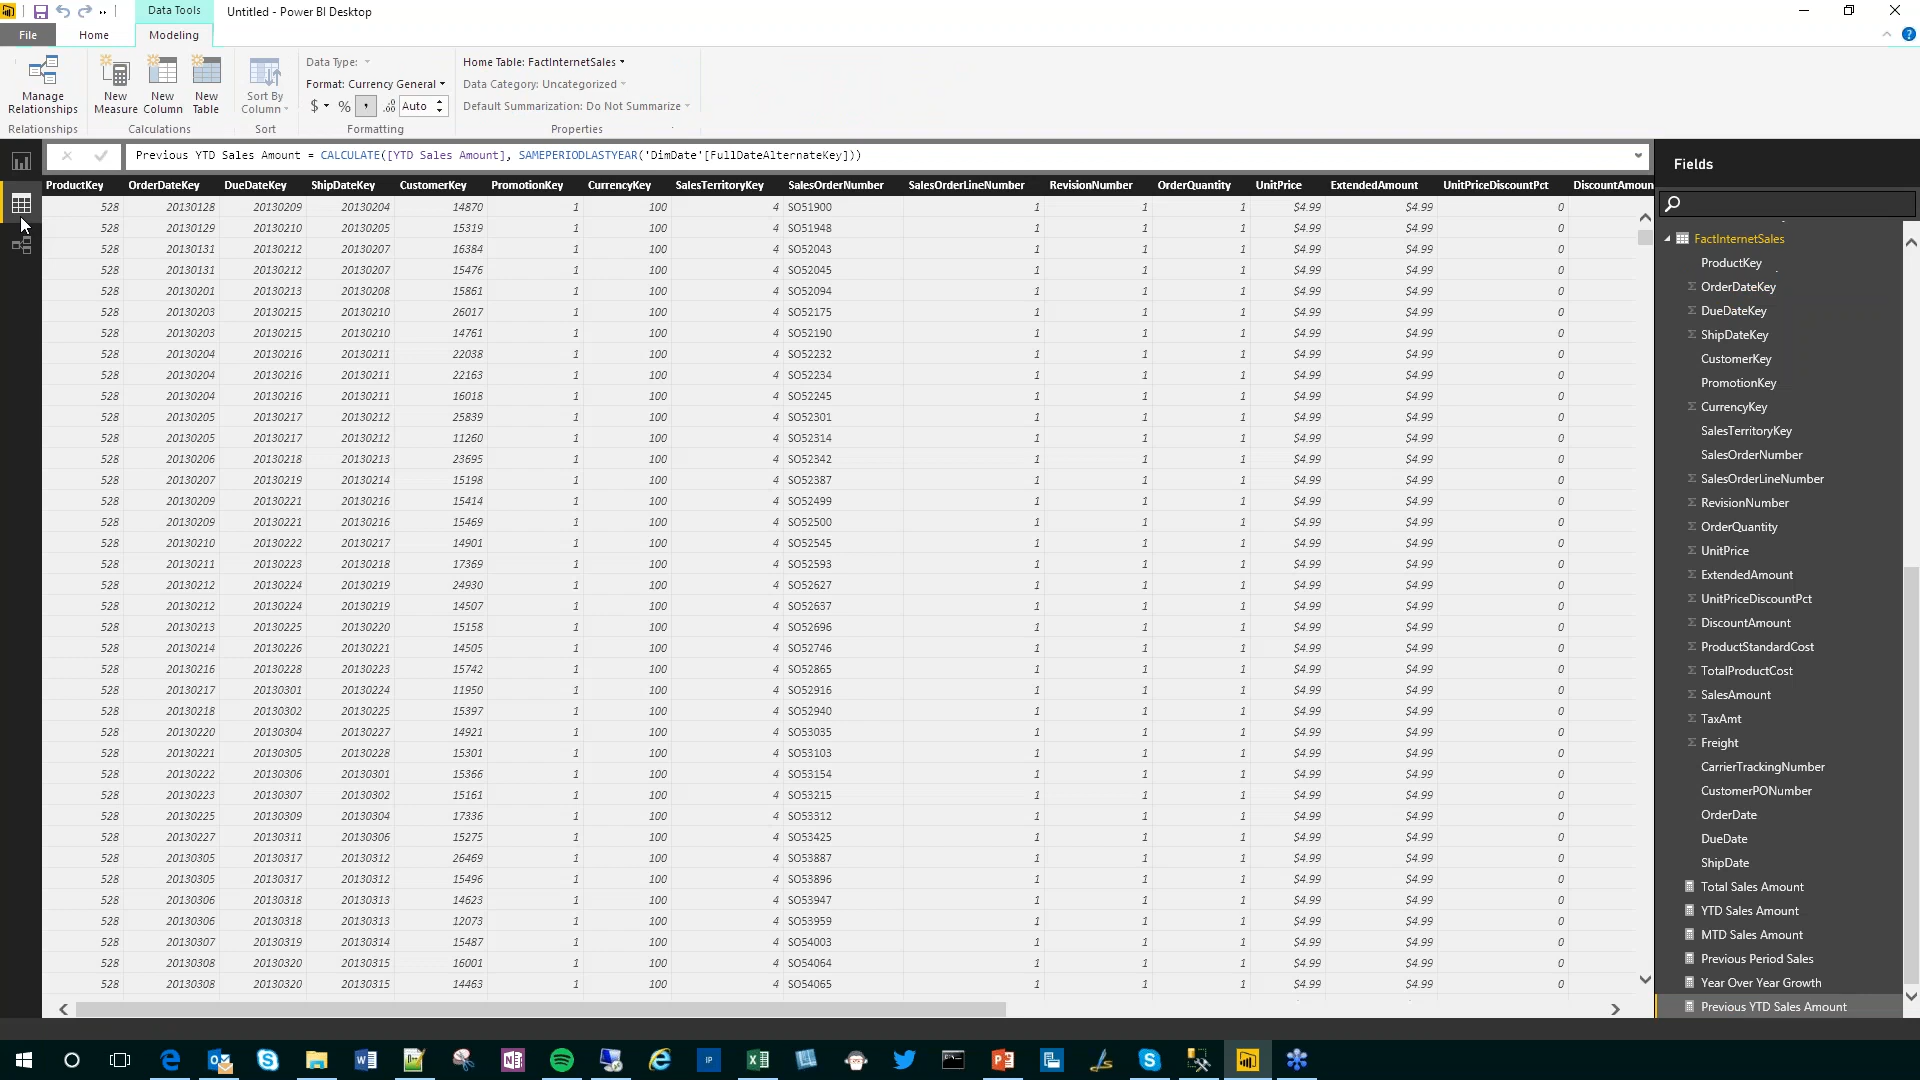 Data Tools
Untitled - Power BI Desktop
File
Home
Modeling
Manage Relationships
New Measure
New Column
New Table
Sort By Column
Data Type:
Format: Currency General
$ % , .00 Auto
Home Table: FactInternetSales
Data Category: Uncategorized
Default Summarization: Do Not Summarize
Relationships
Calculations
Sort
Formatting
Properties
Previous YTD Sales Amount = CALCULATE([YTD Sales Amount], SAMEPERIODLASTYEAR('DimDate'[FullDateAlternateKey]))
ProductKey OrderDateKey DueDateKey ShipDateKey CustomerKey PromotionKey CurrencyKey SalesTerritoryKey SalesOrderNumber SalesOrderLineNumber RevisionNumber OrderQuantity UnitPrice ExtendedAmount UnitPriceDiscountPct DiscountAmoun
528 20130128 20130209 20130204 14870 1 100 4 SO51900 1 1 1 $4.99 $4.99 0
528 20130129 20130210 20130205 15319 1 100 4 SO51948 1 1 1 $4.99 $4.99 0
528 20130131 20130212 20130207 16384 1 100 4 SO52043 1 1 1 $4.99 $4.99 0
528 20130131 20130212 20130207 15476 1 100 4 SO52045 1 1 1 $4.99 $4.99 0
528 20130201 20130213 20130208 15861 1 100 4 SO52094 1 1 1 $4.99 $4.99 0
528 20130203 20130215 20130210 26017 1 100 4 SO52175 1 1 1 $4.99 $4.99 0
528 20130203 20130215 20130210 14761 1 100 4 SO52190 1 1 1 $4.99 $4.99 0
528 20130204 20130216 20130211 22038 1 100 4 SO52232 1 1 1 $4.99 $4.99 0
528 20130204 20130216 20130211 22163 1 100 4 SO52234 1 1 1 $4.99 $4.99 0
528 20130204 20130216 20130211 16018 1 100 4 SO52245 1 1 1 $4.99 $4.99 0
528 20130205 20130217 20130212 25839 1 100 4 SO52301 1 1 1 $4.99 $4.99 0
528 20130205 20130217 20130212 11260 1 100 4 SO52314 1 1 1 $4.99 $4.99 0
528 20130206 20130218 20130213 23695 1 100 4 SO52342 1 1 1 $4.99 $4.99 0
528 20130207 20130219 20130214 15198 1 100 4 SO52387 1 1 1 $4.99 $4.99 0
528 20130209 20130221 20130216 15414 1 100 4 SO52499 1 1 1 $4.99 $4.99 0
528 20130209 20130221 20130216 15469 1 100 4 SO52500 1 1 1 $4.99 $4.99 0
528 20130210 20130222 20130217 14901 1 100 4 SO52545 1 1 1 $4.99 $4.99 0
528 20130211 20130223 20130218 17369 1 100 4 SO52593 1 1 1 $4.99 $4.99 0
528 20130212 20130224 20130219 24930 1 100 4 SO52627 1 1 1 $4.99 $4.99 0
528 20130212 20130224 20130219 14507 1 100 4 SO52637 1 1 1 $4.99 $4.99 0
528 20130213 20130225 20130220 15158 1 100 4 SO52696 1 1 1 $4.99 $4.99 0
528 20130214 20130226 20130221 14505 1 100 4 SO52746 1 1 1 $4.99 $4.99 0
528 20130216 20130228 20130223 15742 1 100 4 SO52865 1 1 1 $4.99 $4.99 0
528 20130217 20130301 20130224 11950 1 100 4 SO52916 1 1 1 $4.99 $4.99 0
528 20130218 20130302 20130225 15397 1 100 4 SO52940 1 1 1 $4.99 $4.99 0
528 20130220 20130304 20130227 14921 1 100 4 SO53035 1 1 1 $4.99 $4.99 0
528 20130221 20130305 20130228 15301 1 100 4 SO53103 1 1 1 $4.99 $4.99 0
528 20130222 20130306 20130301 15366 1 100 4 SO53154 1 1 1 $4.99 $4.99 0
528 20130223 20130307 20130302 15161 1 100 4 SO53215 1 1 1 $4.99 $4.99 0
528 20130225 20130309 20130304 17336 1 100 4 SO53312 1 1 1 $4.99 $4.99 0
528 20130227 20130311 20130306 15275 1 100 4 SO53425 1 1 1 $4.99 $4.99 0
528 20130305 20130317 20130312 26469 1 100 4 SO53887 1 1 1 $4.99 $4.99 0
528 20130305 20130317 20130312 15496 1 100 4 SO53896 1 1 1 $4.99 $4.99 0
528 20130306 20130318 20130313 14623 1 100 4 SO53947 1 1 1 $4.99 $4.99 0
528 20130306 20130318 20130313 12073 1 100 4 SO53959 1 1 1 $4.99 $4.99 0
528 20130307 20130319 20130314 15487 1 100 4 SO54003 1 1 1 $4.99 $4.99 0
528 20130308 20130320 20130315 16001 1 100 4 SO54064 1 1 1 $4.99 $4.99 0
528 20130308 20130320 20130315 14463 1 100 4 SO54065 1 1 1 $4.99 $4.99 0
Fields
FactInternetSales
ProductKey
OrderDateKey
DueDateKey
ShipDateKey
CustomerKey
PromotionKey
CurrencyKey
SalesTerritoryKey
SalesOrderNumber
SalesOrderLineNumber
RevisionNumber
OrderQuantity
UnitPrice
ExtendedAmount
UnitPriceDiscountPct
DiscountAmount
ProductStandardCost
TotalProductCost
SalesAmount
TaxAmt
Freight
CarrierTrackingNumber
CustomerPONumber
OrderDate
DueDate
ShipDate
Total Sales Amount
YTD Sales Amount
MTD Sales Amount
Previous Period Sales
Year Over Year Growth
Previous YTD Sales Amount